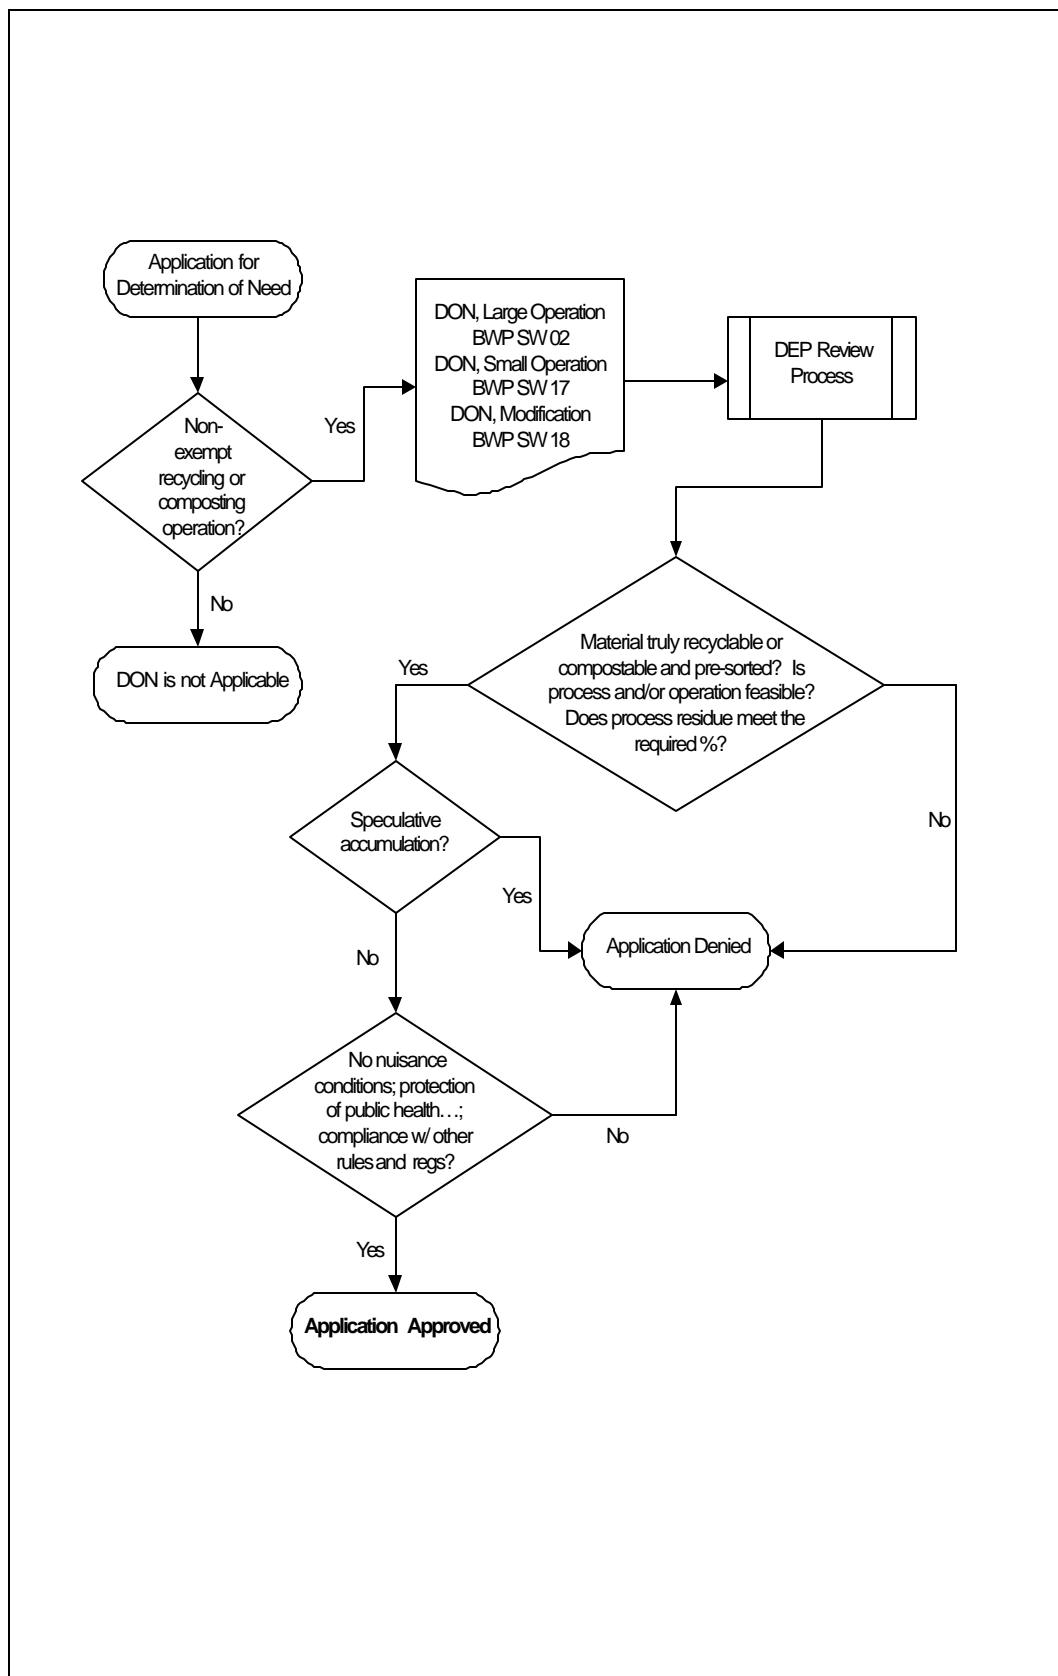 Application for
Determination of Need
Non-
exempt
recycling or
composting
operation?
Yes
No
DON is not Applicable
DON, Large Operation
BWP SW 02
DON, Small Operation
BWP SW 17
DON, Modification
BWP SW 18
DEP Review
Process
Material truly recyclable or
compostable and pre-sorted? Is
process and/or operation feasible?
Does process residue meet the
required %?
Yes
No
Speculative
accumulation?
Yes
No
Application Denied
No nuisance
conditions; protection
of public health...;
compliance w/ other
rules and regs?
No
Yes
Application Approved